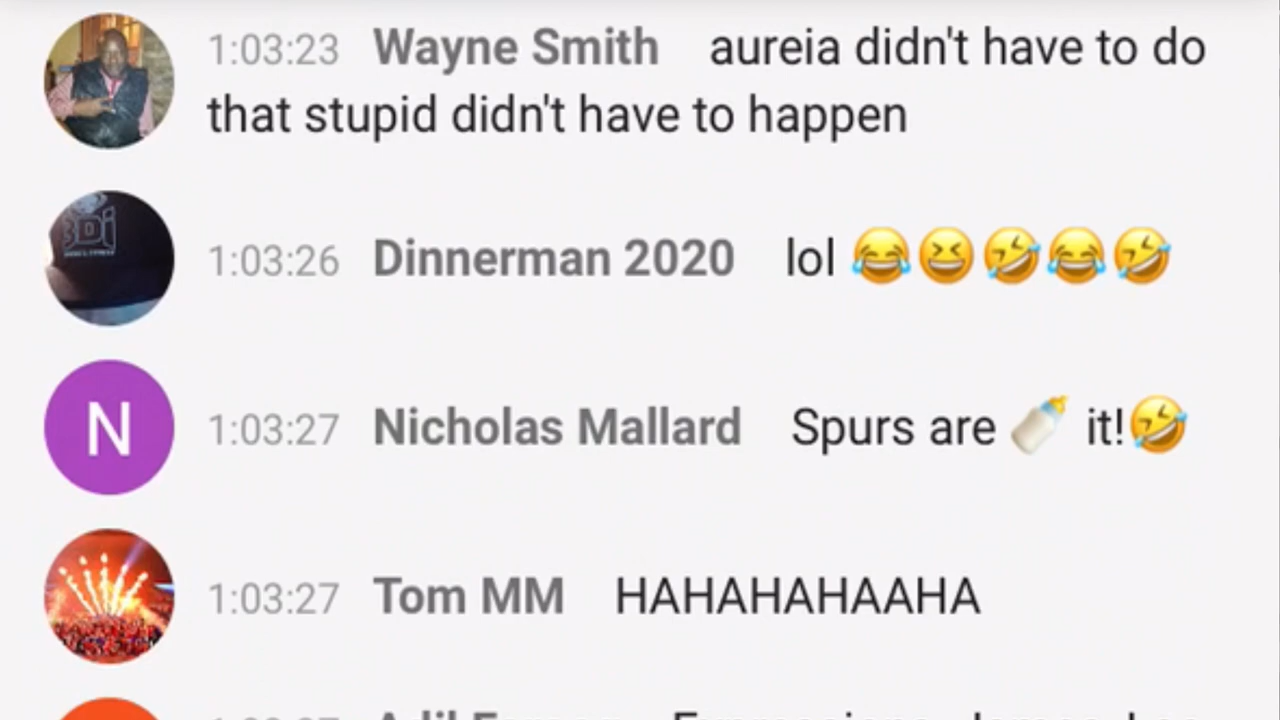 1:03:23 Wayne Smith aureia didn't have to do
that stupid didn't have to happen
1:03:26 Dinnerman 2020 lol 😂😆🤣😂🤣
N 1:03:27 Nicholas Mallard Spurs are 🍼 it!🤣
1:03:27 Tom MM HAHAHAHAAHA